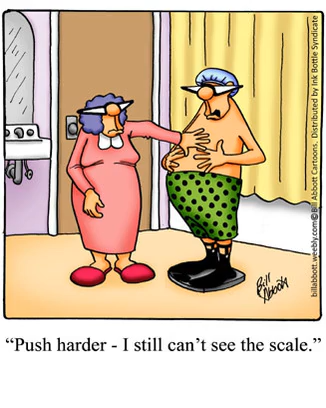 billabbott.weebly.com©Bill Abbott Cartoons. Distributed by Ink Bottle Syndicate
Bill
Abbott
“Push harder - I still can’t see the scale.”